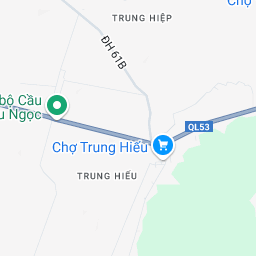 Chợ
TRUNG HIỆP
ĐH 61B
bộ Cầu
u Ngọc
QL53
Chợ Trung Hiếu
TRUNG HIẾU